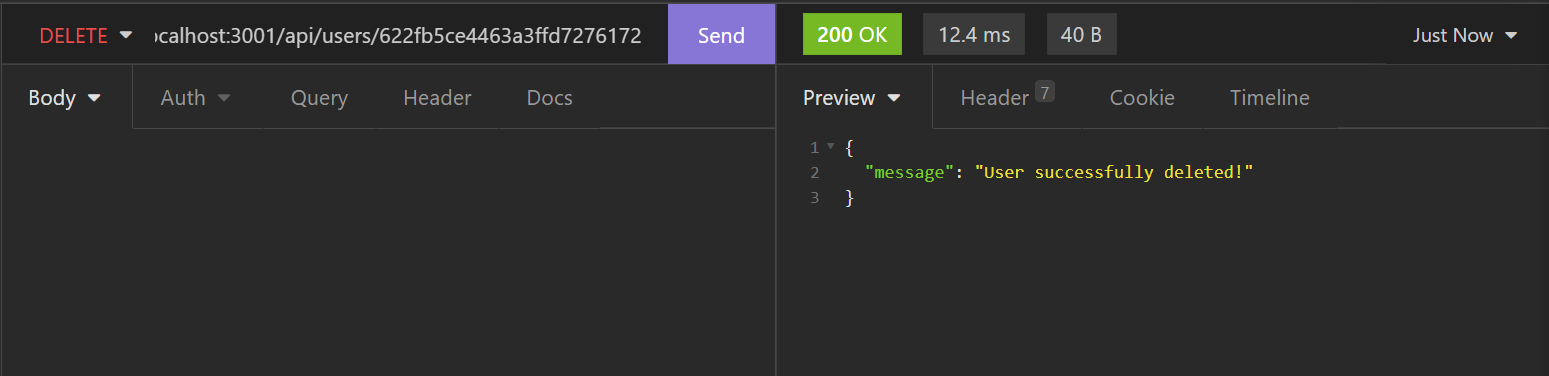 DELETE ocalhost:3001/api/users/622fb5ce4463a3ffd7276172 Send 200 OK 12.4 ms 40 B Just Now
Body Auth Query Header Docs Preview Header 7 Cookie Timeline
1 {
2 "message": "User successfully deleted!"
3 }